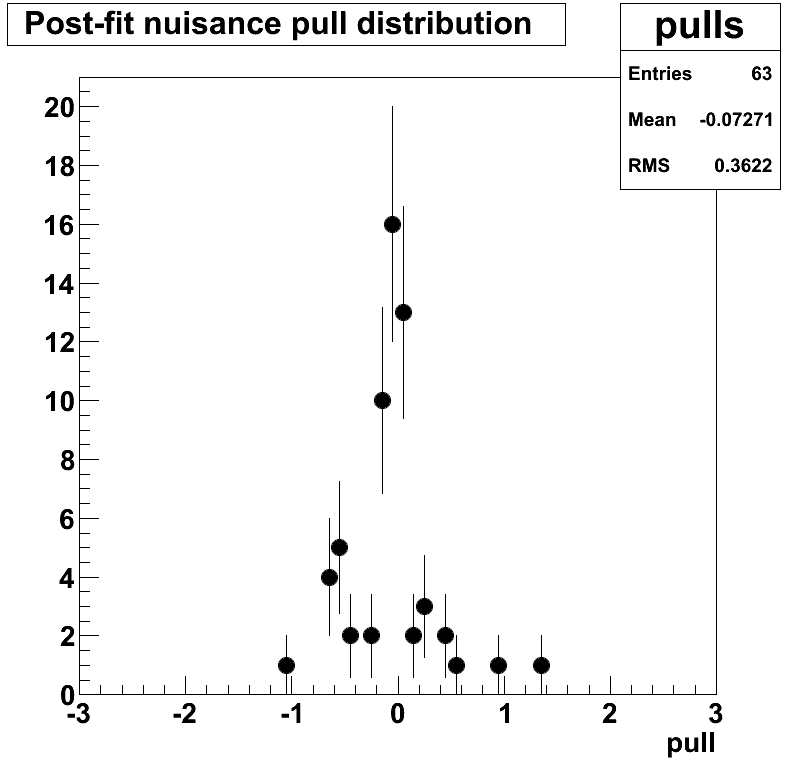 Post-fit nuisance pull distribution
pulls
Entries 63
Mean -0.07271
RMS 0.3622
20
18
16
14
12
10
8
6
4
2
0
-3 -2 -1 0 1 2 3
pull